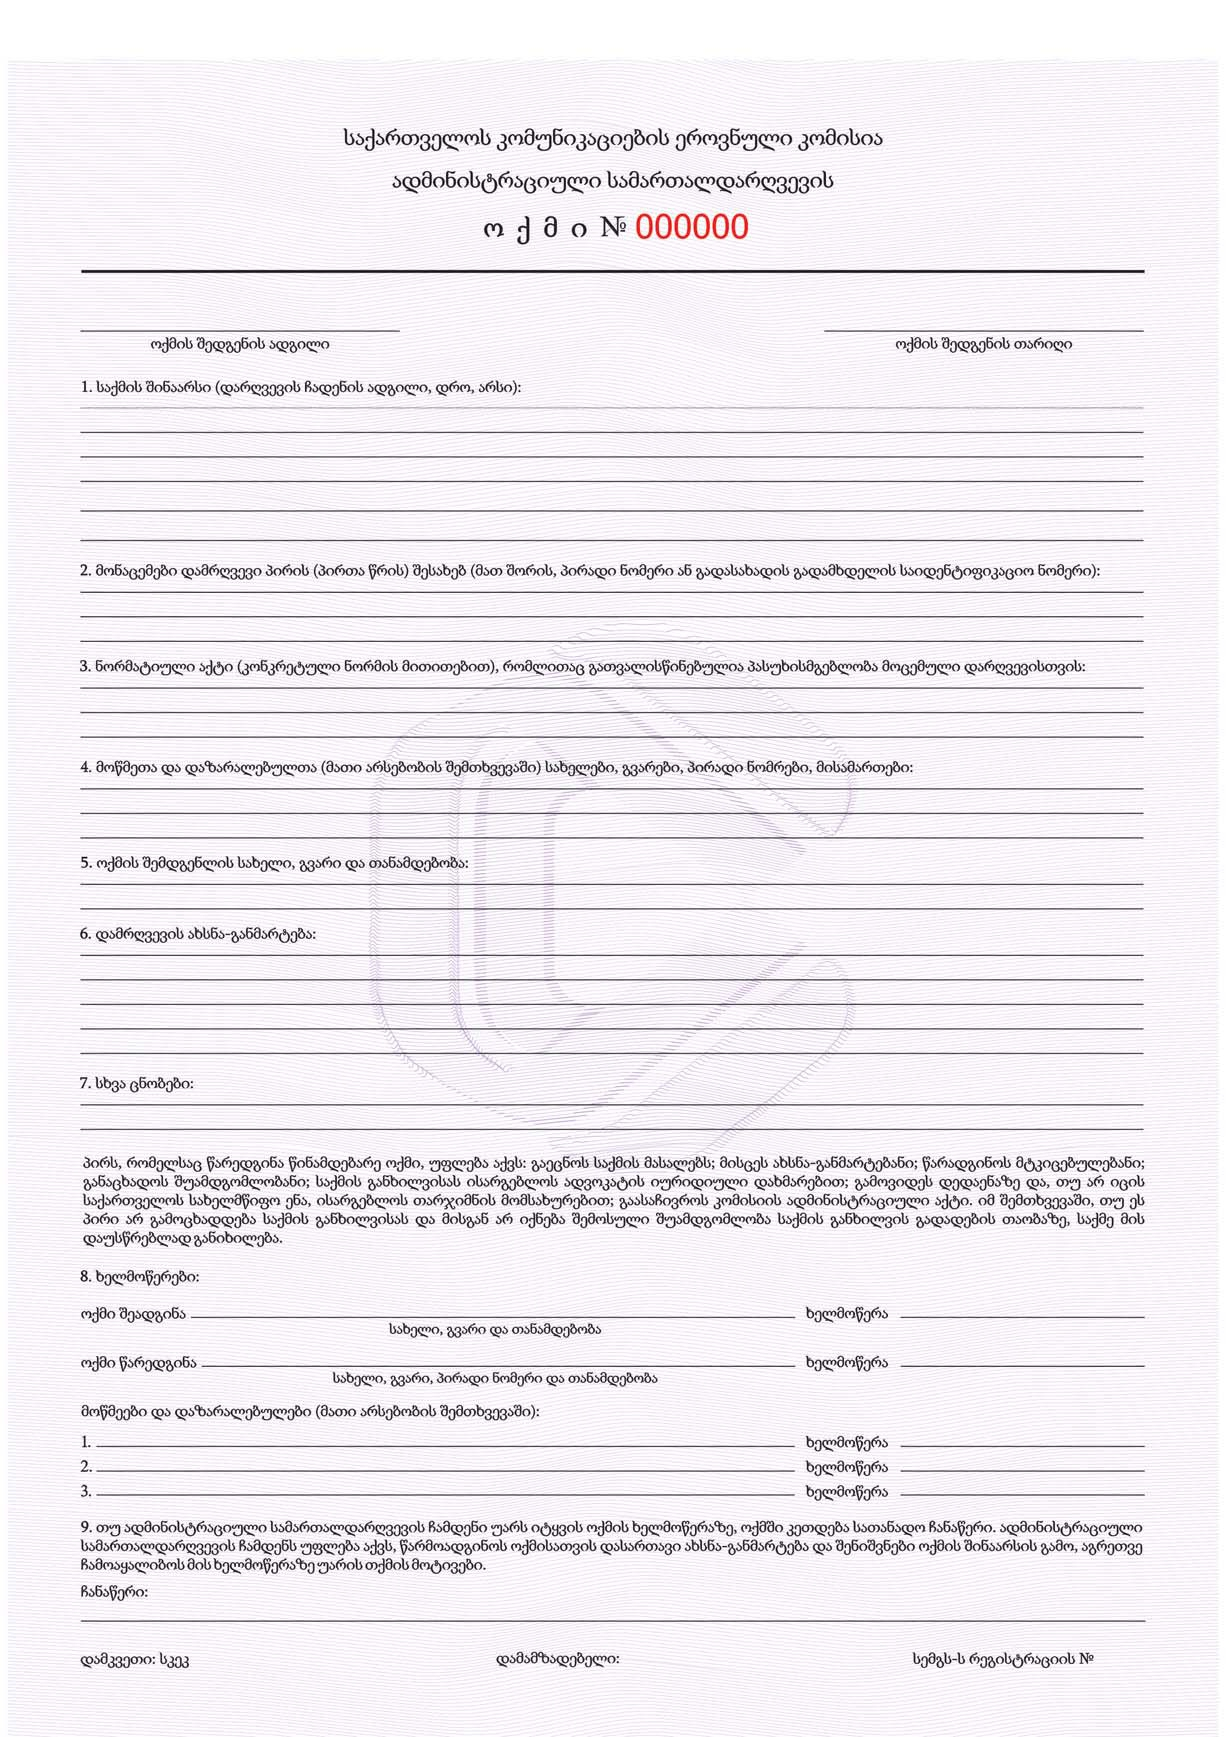 საქართველოს კომუნიკაციების ეროვნული კომისია
ადმინისტრაციული სამართალდარღვევის
ო ქ მ ი № 000000
ოქმის შედგენის ადგილი
ოქმის შედგენის თარიღი
1. საქმის შინაარსი (დარღვევის ჩადენის ადგილი, დრო, არსი):
2. მონაცემები დამრღვევი პირის (პირთა წრის) შესახებ (მათ შორის, პირადი ნომერი ან გადასახადის გადამხდელის საიდენტიფიკაციო ნომერი):
3. ნორმატიული აქტი (კონკრეტული ნორმის მითითებით), რომლითაც გათვალისწინებულია პასუხისმგებლობა მოცემული დარღვევისთვის:
4. მოწმეთა და დაზარალებულთა (მათი არსებობის შემთხვევაში) სახელები, გვარები, პირადი ნომრები, მისამართები:
5. ოქმის შემდგენლის სახელი, გვარი და თანამდებობა:
6. დამრღვევის ახსნა-განმარტება:
7. სხვა ცნობები:
პირს, რომელსაც წარედგინა წინამდებარე ოქმი, უფლება აქვს: გაეცნოს საქმის მასალებს; მისცეს ახსნა-განმარტებანი; წარადგინოს მტკიცებულებანი;
განაცხადოს შუამდგომლობანი; საქმის განხილვისას ისარგებლოს ადვოკატის იურიდიული დახმარებით; გამოვიდეს დედაენაზე და, თუ არ იცის
საქართველოს სახელმწიფო ენა, ისარგებლოს თარჯიმნის მომსახურებით; გაასაჩივროს კომისიის ადმინისტრაციული აქტი. იმ შემთხვევაში, თუ ეს
პირი არ გამოცხადდება საქმის განხილვისას და მისგან არ იქნება შემოსული შუამდგომლობა საქმის განხილვის გადადების თაობაზე, საქმე მის
დაუსწრებლად განიხილება.
8. ხელმოწერები:
ოქმი შეადგინა ხელმოწერა
სახელი, გვარი და თანამდებობა
ოქმი წარედგინა ხელმოწერა
სახელი, გვარი, პირადი ნომერი და თანამდებობა
მოწმეები და დაზარალებულები (მათი არსებობის შემთხვევაში):
1. ხელმოწერა
2. ხელმოწერა
3. ხელმოწერა
9. თუ ადმინისტრაციული სამართალდარღვევის ჩამდენი უარს იტყვის ოქმის ხელმოწერაზე, ოქმში კეთდება სათანადო ჩანაწერი. ადმინისტრაციული
სამართალდარღვევის ჩამდენს უფლება აქვს, წარმოადგინოს ოქმისათვის დასართავი ახსნა-განმარტება და შენიშვნები ოქმის შინაარსის გამო, აგრეთვე
ჩამოაყალიბოს მის ხელმოწერაზე უარის თქმის მოტივები.
ჩანაწერი:
დამკვეთი: სკეკ
დამამზადებელი:
სემგს-ს რეგისტრაციის №